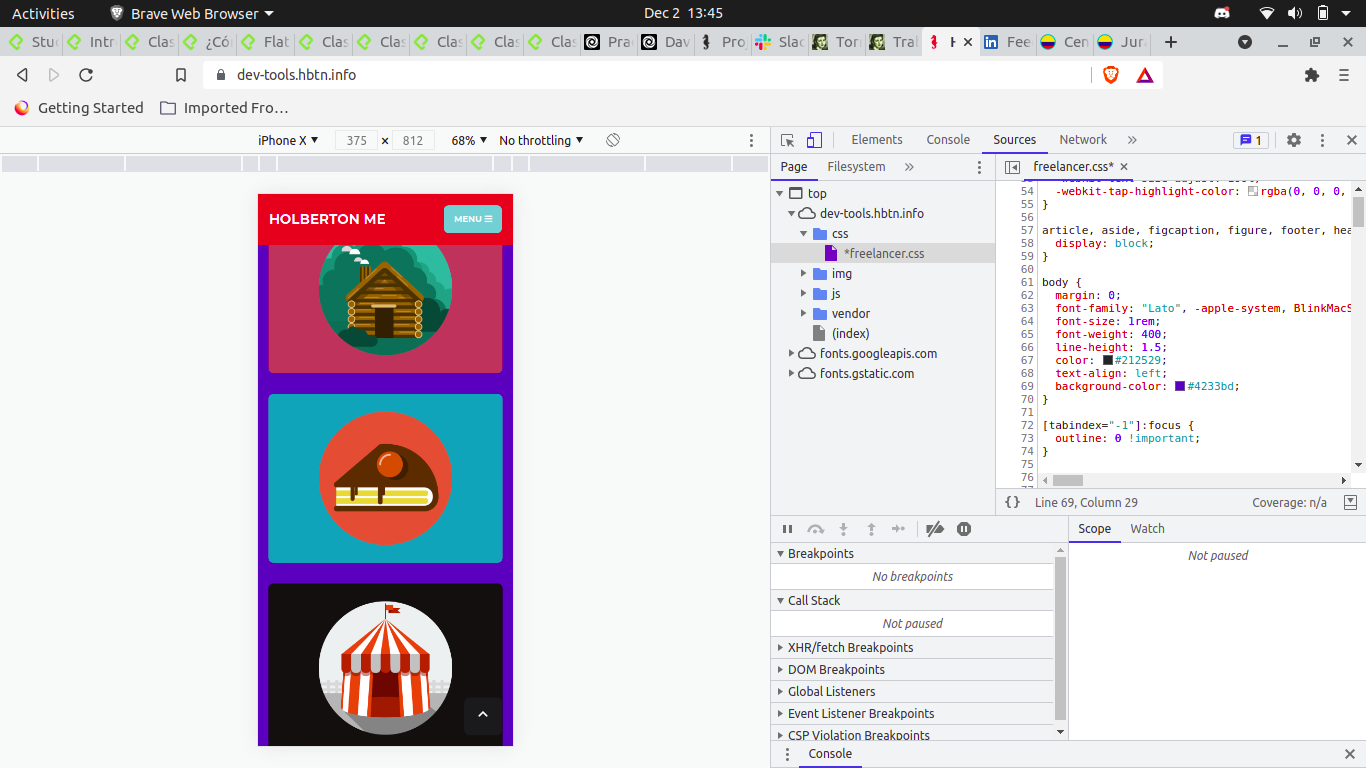 Activities Brave Web Browser Dec 2 13:45
Stu Intr Clas ¿Có Flat Clas Clas Clas Clas Clas Prac Dav Pro Slac Tor Tra H Fee Cen Jura
dev-tools.hbtn.info
Getting Started Imported Fro…
iPhone X 375 × 812 68% No throttling
Elements Console Sources Network 1
Page Filesystem
freelancer.css*
top
dev-tools.hbtn.info
css
*freelancer.css
img
js
vendor
(index)
fonts.googleapis.com
fonts.gstatic.com
54 -webkit-tap-highlight-color: rgba(0, 0, 0,
55 }
56
57 article, aside, figcaption, figure, footer, hea
58 display: block;
59 }
60
61 body {
62 margin: 0;
63 font-family: "Lato", -apple-system, BlinkMacS
64 font-size: 1rem;
65 font-weight: 400;
66 line-height: 1.5;
67 color: #212529;
68 text-align: left;
69 background-color: #4233bd;
70 }
71
72 [tabindex="-1"]:focus {
73 outline: 0 !important;
74 }
75
76
{} Line 69, Column 29 Coverage: n/a
HOLBERTON ME
MENU
Scope Watch
Not paused
Breakpoints
No breakpoints
Call Stack
Not paused
XHR/fetch Breakpoints
DOM Breakpoints
Global Listeners
Event Listener Breakpoints
CSP Violation Breakpoints
Console